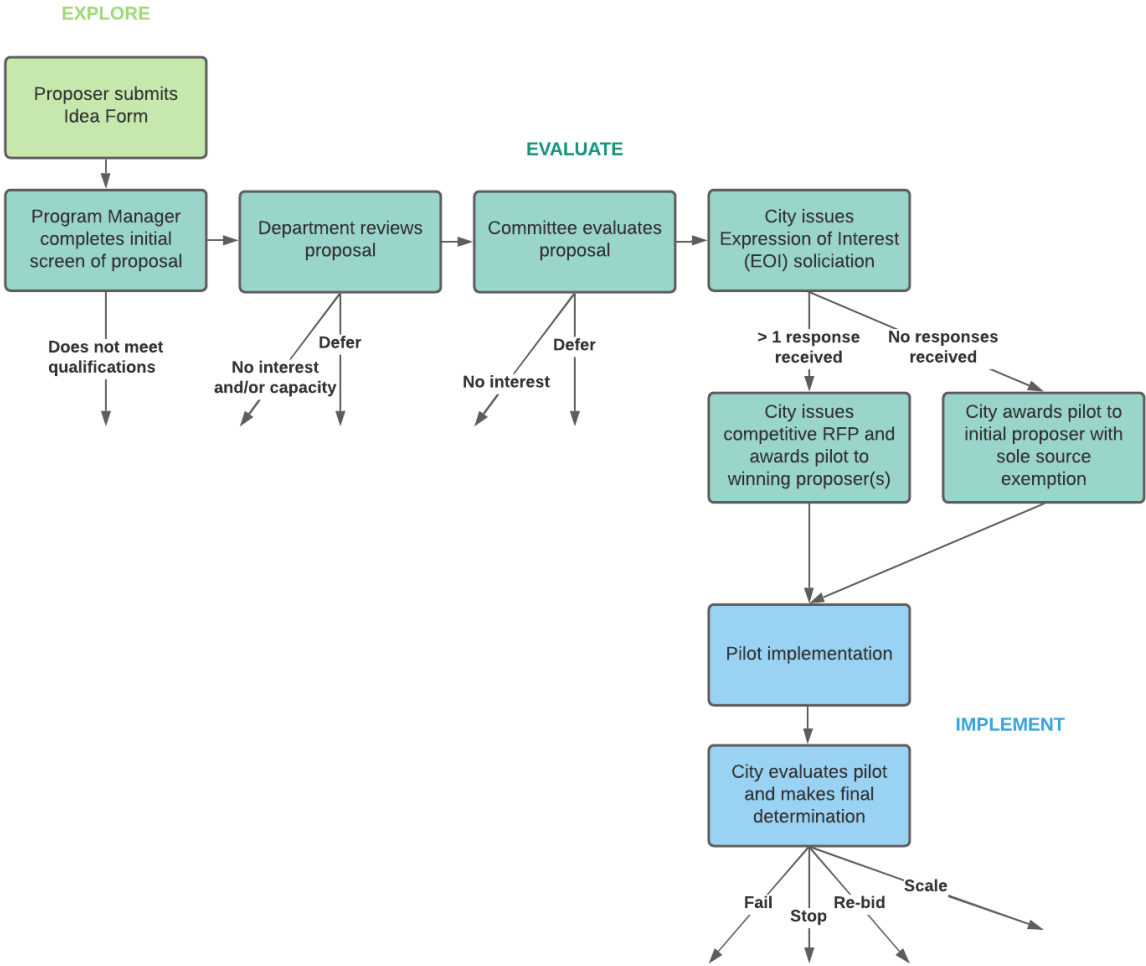 EXPLORE
Proposer submits
Idea Form
EVALUATE
Program Manager
completes initial
screen of proposal
Department reviews
proposal
Committee evaluates
proposal
City issues
Expression of Interest
(EOI) soliciation
Does not meet
qualifications
No interest
and/or capacity
Defer
No interest
Defer
> 1 response
received
No responses
received
City issues
competitive RFP and
awards pilot to
winning proposer(s)
City awards pilot to
initial proposer with
sole source
exemption
Pilot implementation
IMPLEMENT
City evaluates pilot
and makes final
determination
Fail
Stop
Re-bid
Scale